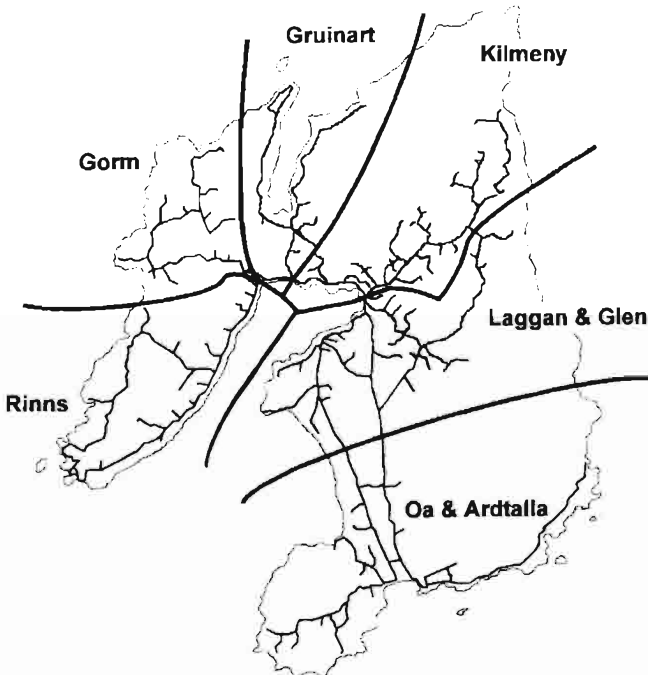 Gruinart
Kilmeny
Gorm
Laggan & Glen
Rinns
Oa & Ardtalla